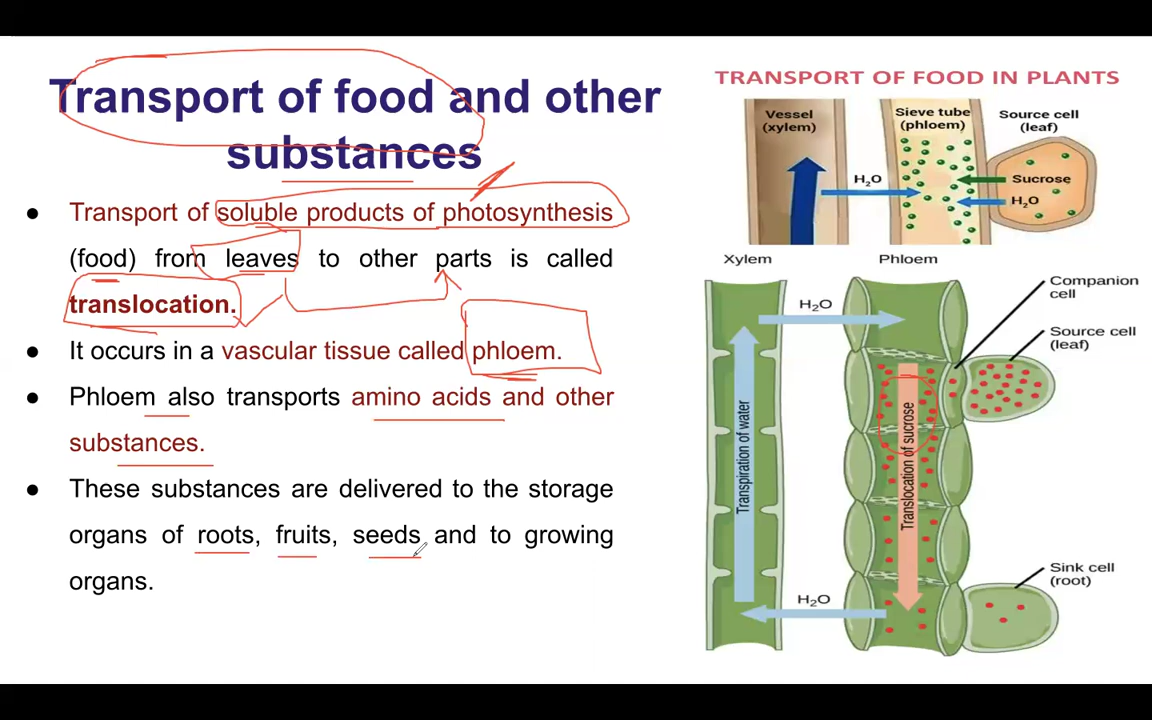 Transport of food and other
substances
● Transport of soluble products of photosynthesis
(food) from leaves to other parts is called
translocation.
● It occurs in a vascular tissue called phloem.
● Phloem also transports amino acids and other
substances.
● These substances are delivered to the storage
organs of roots, fruits, seeds and to growing
organs.
TRANSPORT OF FOOD IN PLANTS
Vessel
(xylem)
Sieve tube
(phloem)
Source cell
(leaf)
H₂O
Sucrose
H₂O
Xylem
Phloem
Companion
cell
H₂O
Source cell
(leaf)
Transpiration of water
Translocation of sucrose
Sink cell
(root)
H₂O